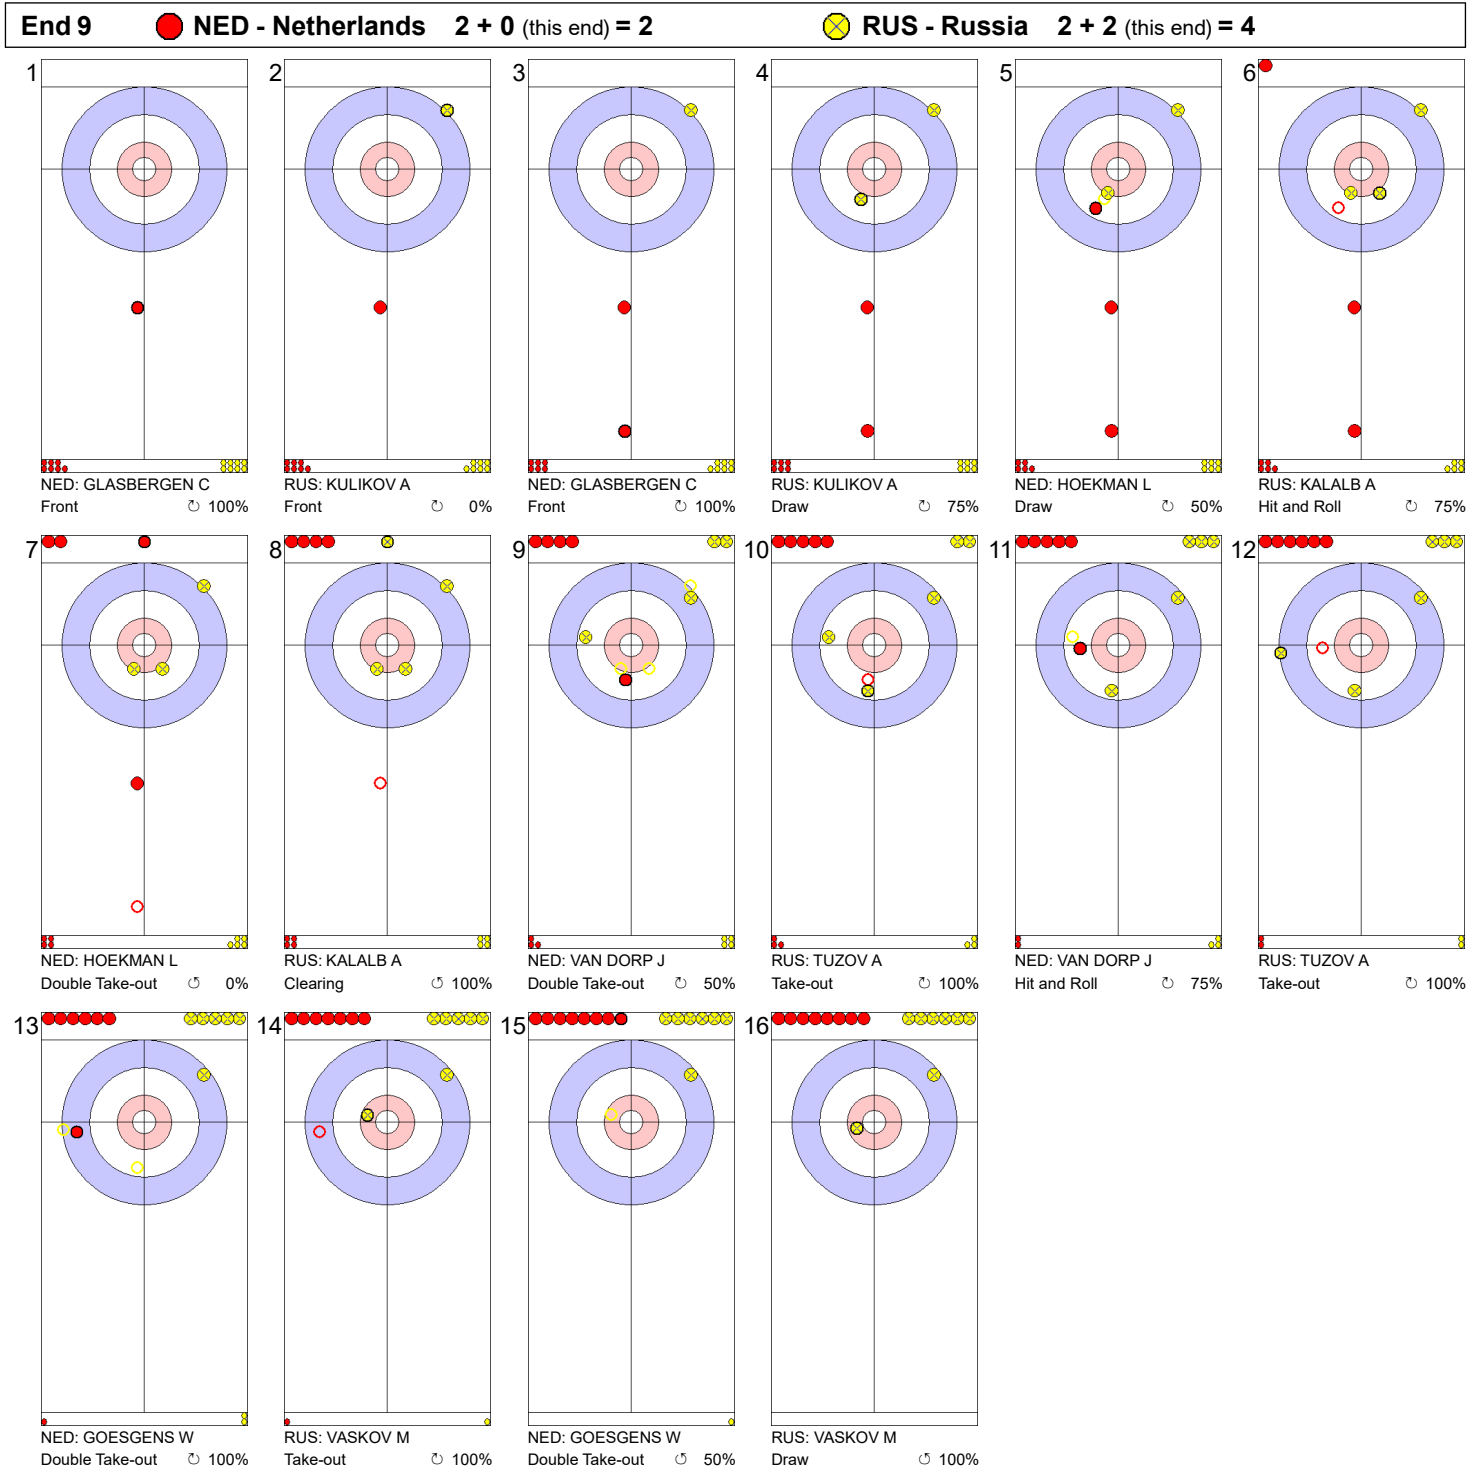 End 9 NED - Netherlands 2 + 0 (this end) = 2 RUS - Russia 2 + 2 (this end) = 4
1 2 3 4 5 6
NED: GLASBERGEN C RUS: KULIKOV A NED: GLASBERGEN C RUS: KULIKOV A NED: HOEKMAN L RUS: KALALB A
Front ↻ 100% Front ↻ 0% Front ↻ 100% Draw ↻ 75% Draw ↻ 50% Hit and Roll ↻ 75%
7 8 9 10 11 12
NED: HOEKMAN L RUS: KALALB A NED: VAN DORP J RUS: TUZOV A NED: VAN DORP J RUS: TUZOV A
Double Take-out ↺ 0% Clearing ↺ 100% Double Take-out ↺ 50% Take-out ↺ 100% Hit and Roll ↺ 75% Take-out ↻ 100%
13 14 15 16
NED: GOESGENS W RUS: VASKOV M NED: GOESGENS W RUS: VASKOV M
Double Take-out ↻ 100% Take-out ↻ 100% Double Take-out ↺ 50% Draw ↻ 100%